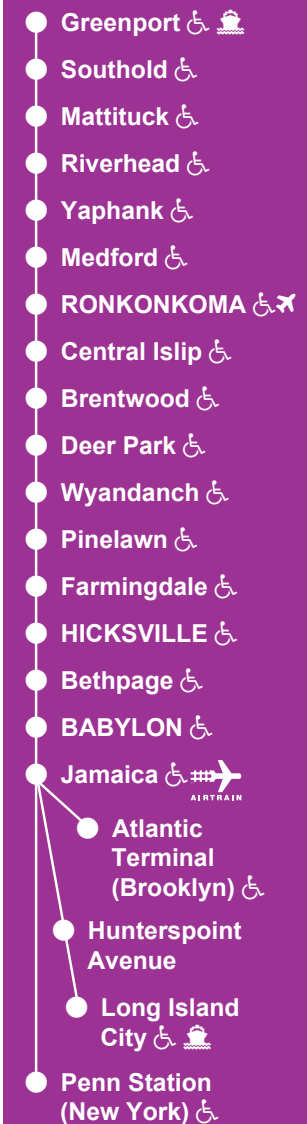 Greenport
Southold
Mattituck
Riverhead
Yaphank
Medford
RONKONKOMA
Central Islip
Brentwood
Deer Park
Wyandanch
Pinelawn
Farmingdale
HICKSVILLE
Bethpage
BABYLON
Jamaica
AIRTRAIN
Atlantic
Terminal
(Brooklyn)
Hunterspoint
Avenue
Long Island
City
Penn Station
(New York)